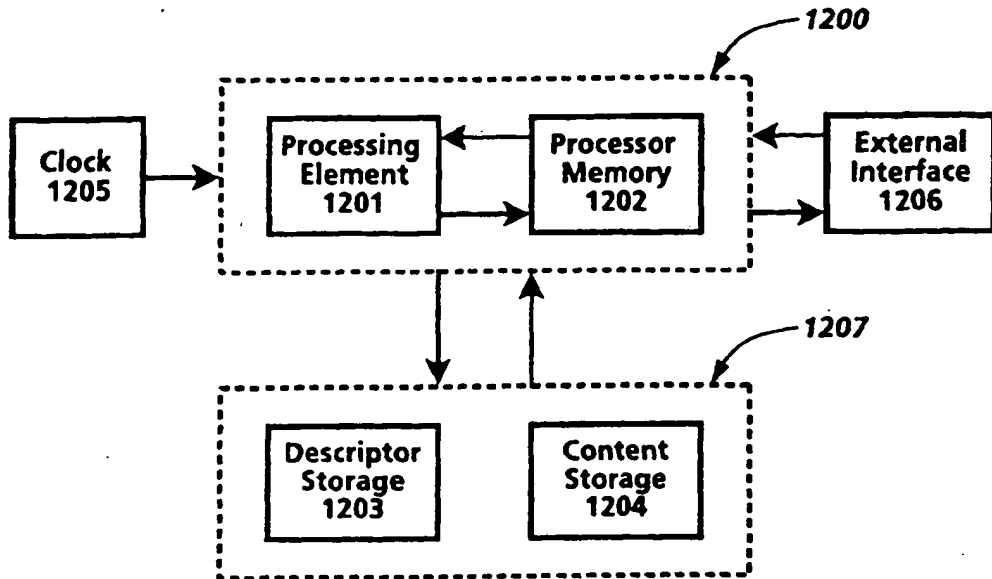 1200
Clock
1205
Processing
Element
1201
Processor
Memory
1202
External
Interface
1206
1207
Descriptor
Storage
1203
Content
Storage
1204